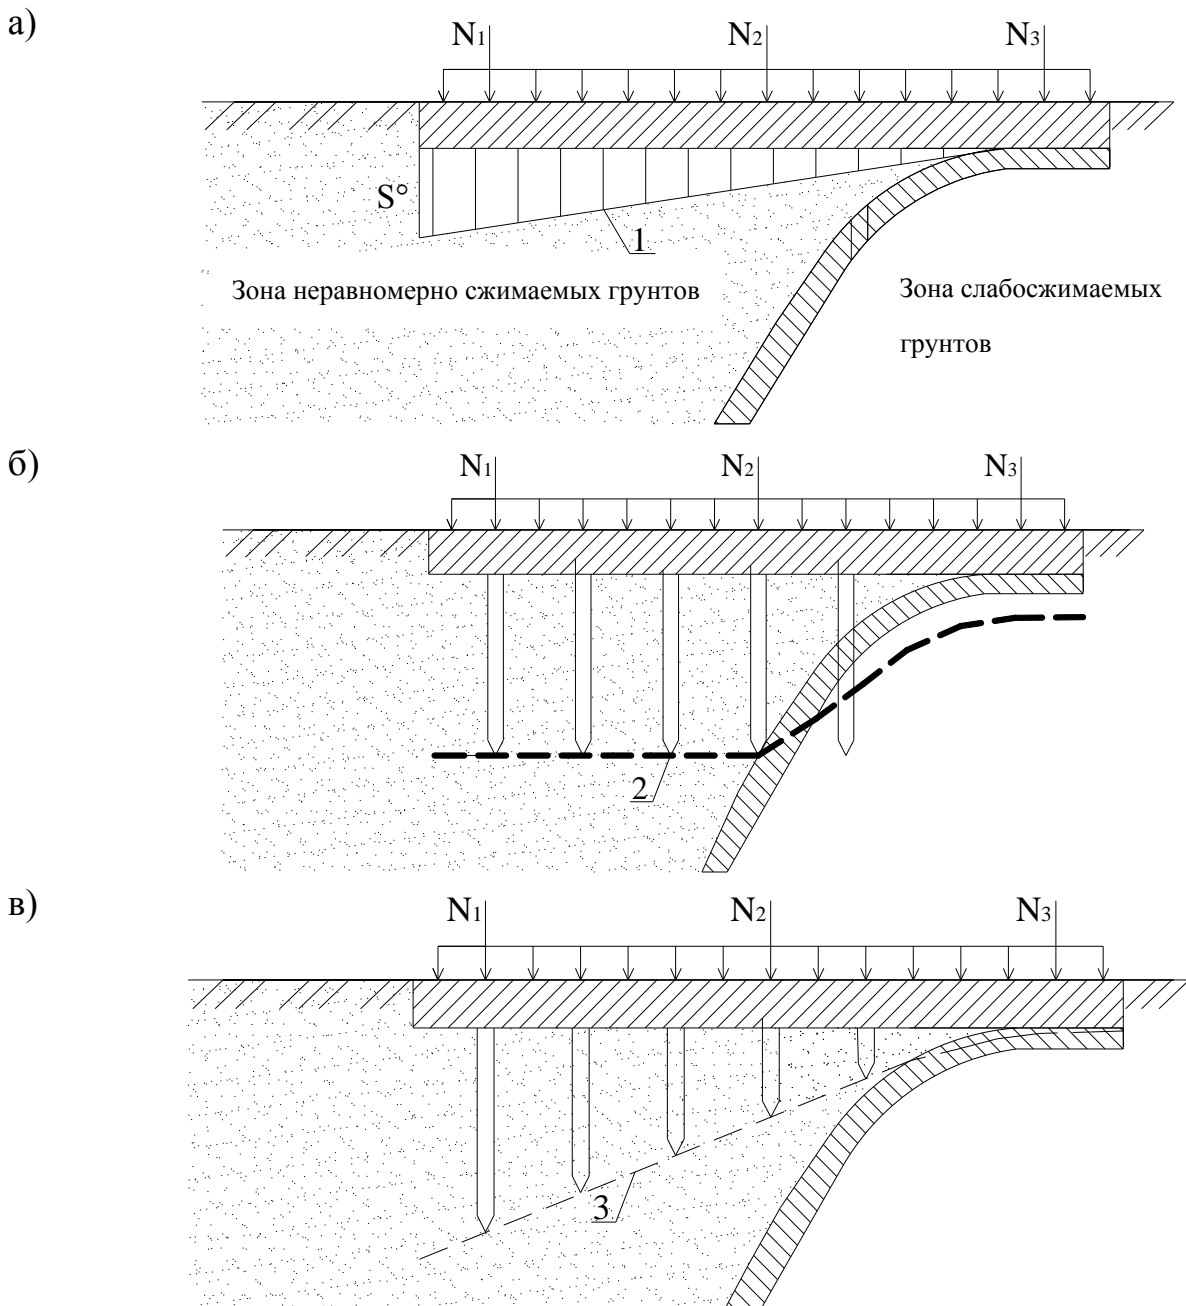 а)
N1 N2 N3
S°
1
Зона неравномерно сжимаемых грунтов
Зона слабосжимаемых
грунтов
б)
N1 N2 N3
2
в)
N1 N2 N3
3